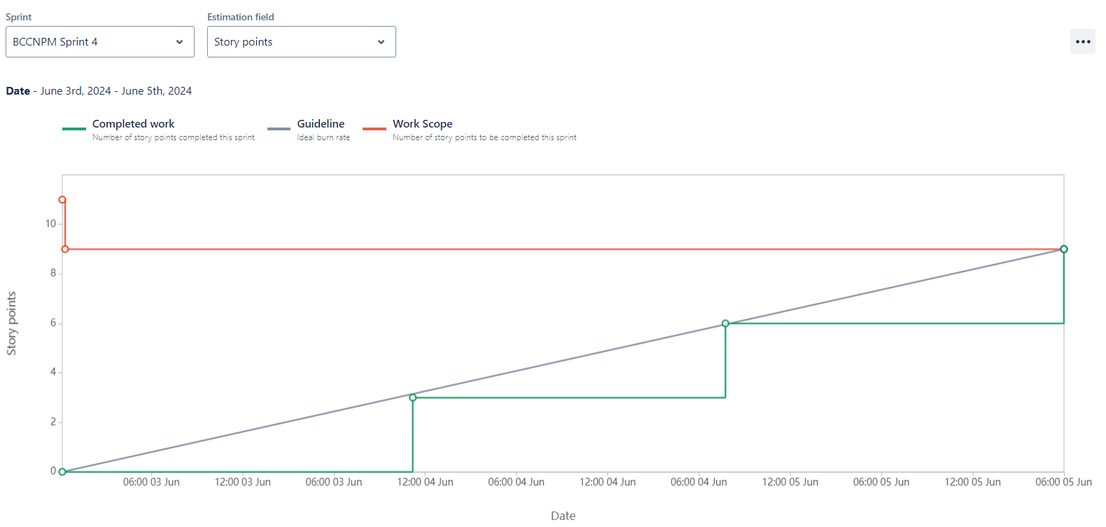 Sprint Estimation field
BCCNPM Sprint 4 Story points
Date - June 3rd, 2024 - June 5th, 2024
Completed work Guideline Work Scope
Number of story points completed this sprint Ideal burn rate Number of story points to be completed this sprint
10
8
6
4
2
0
Story points
06:00 03 Jun 12:00 03 Jun 06:00 03 Jun 12:00 04 Jun 06:00 04 Jun 12:00 04 Jun 06:00 04 Jun 12:00 05 Jun 06:00 05 Jun 12:00 05 Jun 06:00 05 Jun
Date